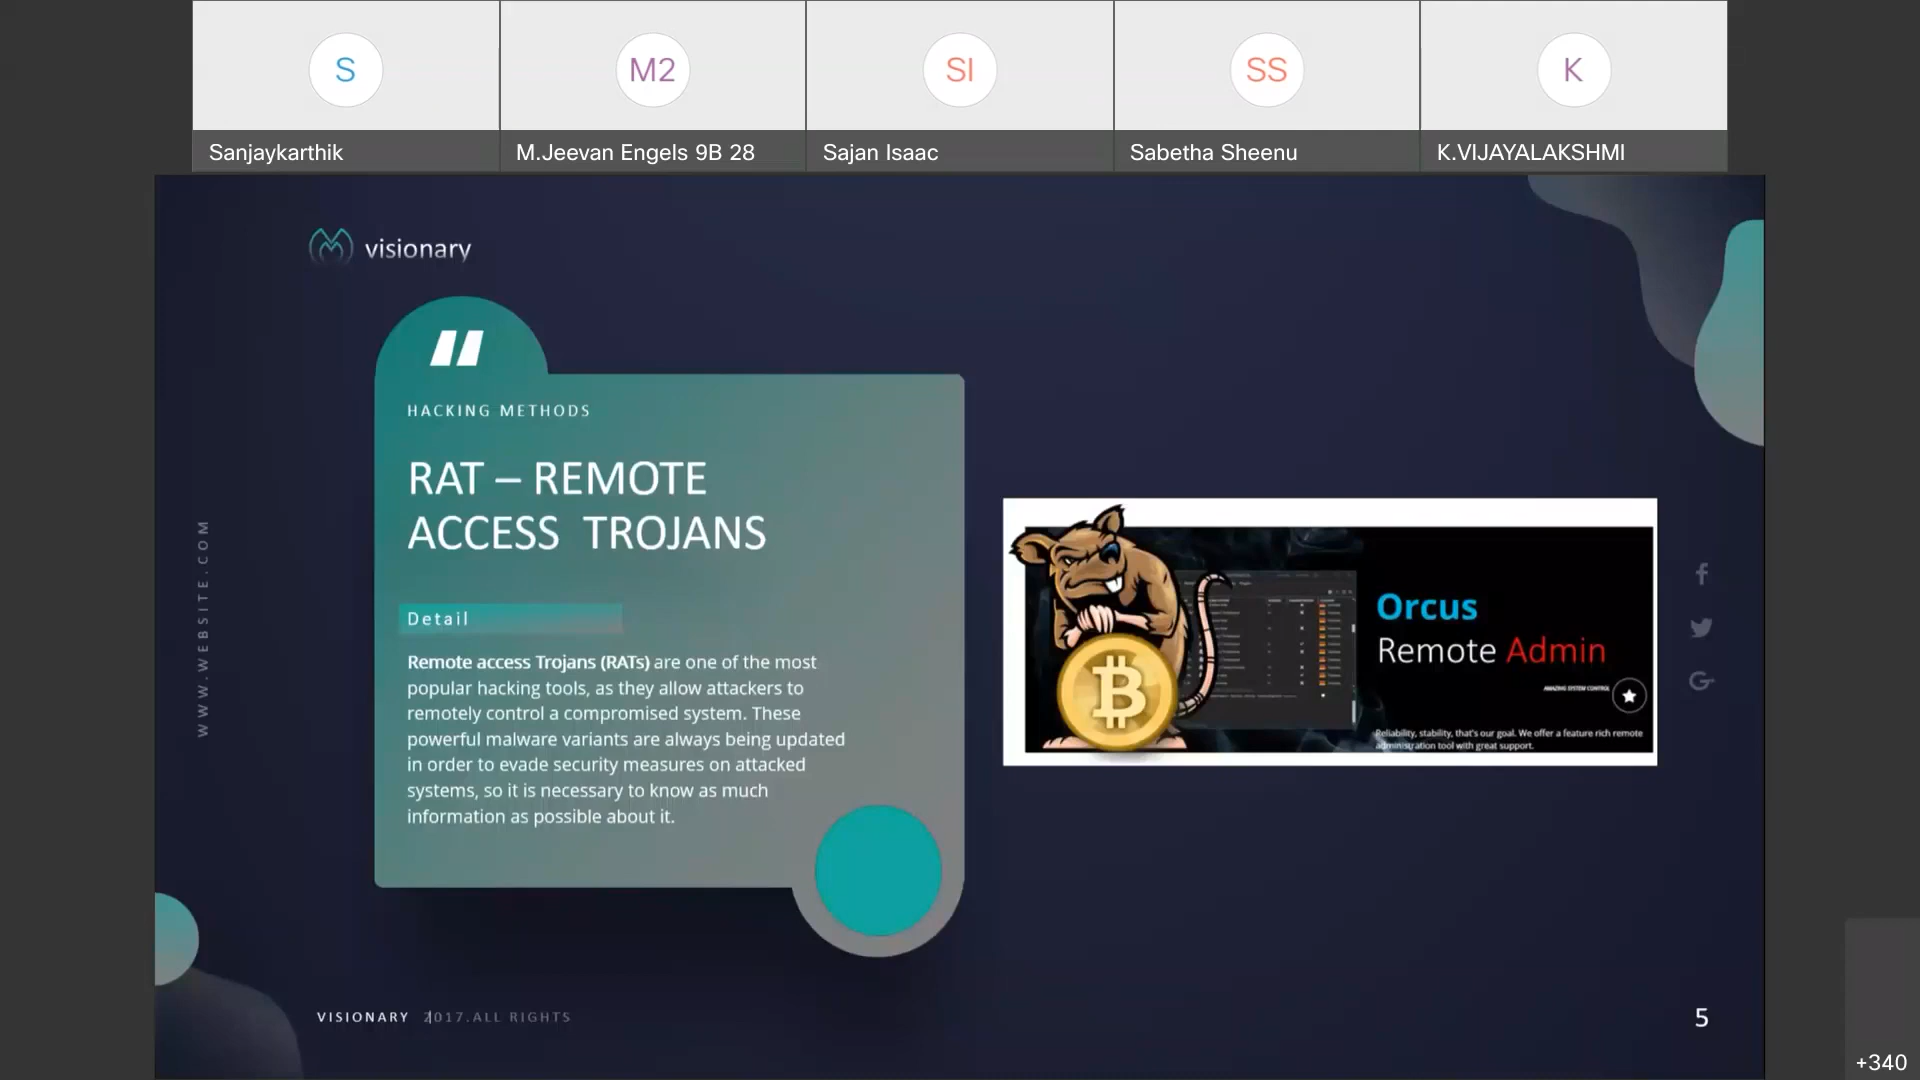 S
M2
SI
SS
K
Sanjaykarthik
M.Jeevan Engels 9B 28
Sajan Isaac
Sabetha Sheenu
K.VIJAYALAKSHMI
visionary
HACKING METHODS
RAT – REMOTE
ACCESS TROJANS
Detail
Remote access Trojans (RATs) are one of the most
popular hacking tools, as they allow attackers to
remotely control a compromised system. These
powerful malware variants are always being updated
in order to evade security measures on attacked
systems, so it is necessary to know as much
information as possible about it.
Orcus
Remote Admin
AMAZING SYSTEM CONTROL
Reliability, stability, that's our goal. We offer a feature rich remote
administration tool with great support.
WWW.WEBSITE.COM
VISIONARY 2017.ALL RIGHTS
5
+340